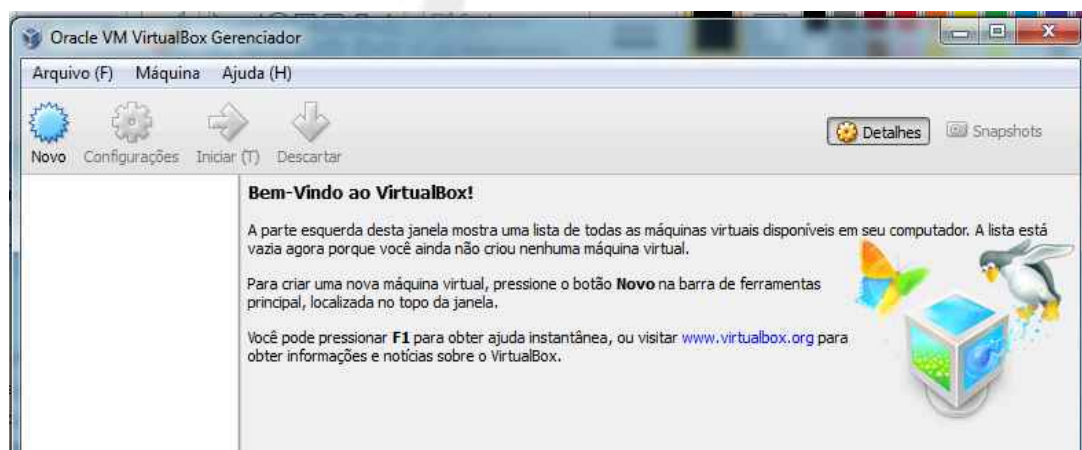 Oracle VM VirtualBox Gerenciador
Arquivo (F) Máquina Ajuda (H)
Novo Configurações Iniciar (T) Descartar Detalhes Snapshots
Bem-Vindo ao VirtualBox!
A parte esquerda desta janela mostra uma lista de todas as máquinas virtuais disponíveis em seu computador. A lista está
vazia agora porque você ainda não criou nenhuma máquina virtual.
Para criar uma nova máquina virtual, pressione o botão Novo na barra de ferramentas
principal, localizada no topo da janela.
Você pode pressionar F1 para obter ajuda instantânea, ou visitar www.virtualbox.org para
obter informações e notícias sobre o VirtualBox.